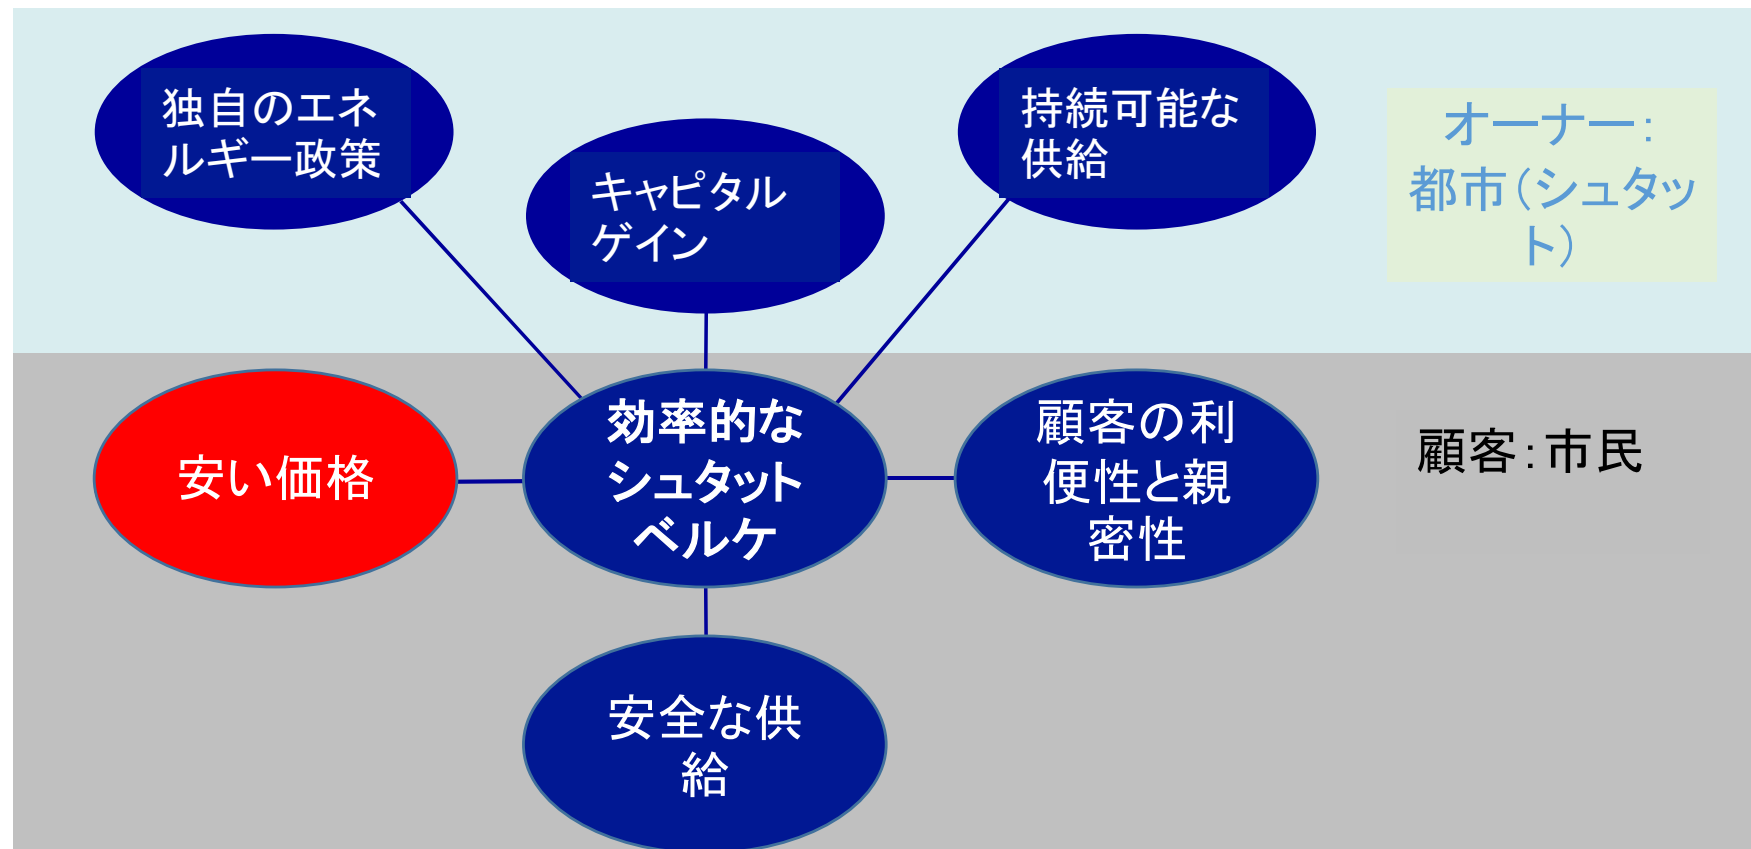 独自のエネ
ルギー政策
キャピタル
ゲイン
持続可能な
供給
オーナー:
都市(シュタッ
ト)
安い価格
効率的な
シュタット
ベルケ
顧客の利
便性と親
密性
顧客:市民
安全な供
給